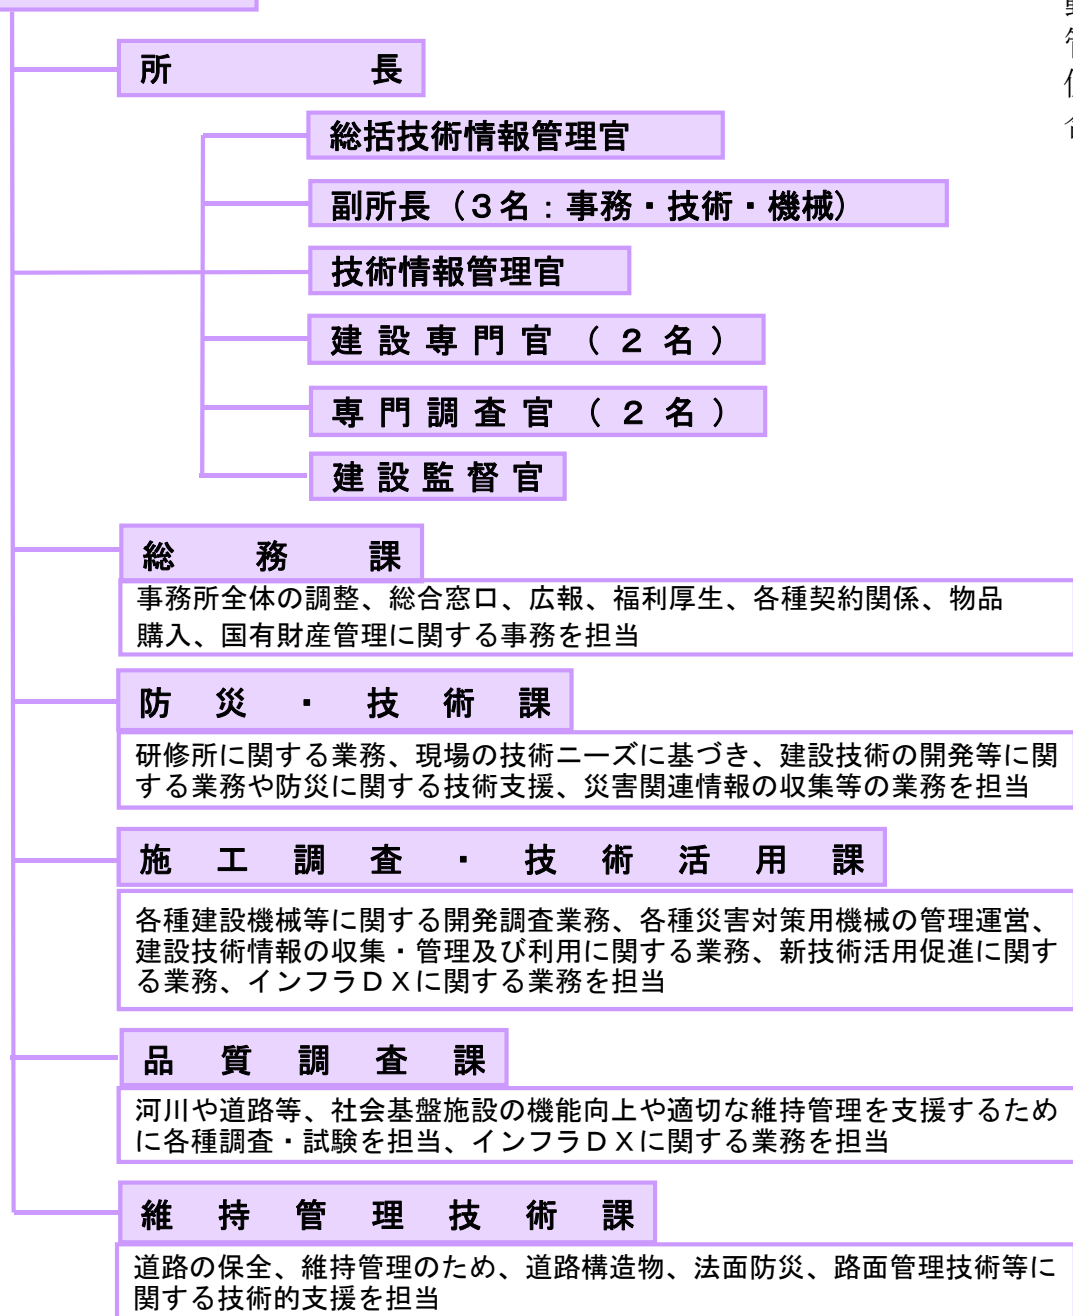 所長
総括技術情報管理官
副所長（３名：事務・技術・機械）
技術情報管理官
建設専門官（２名）
専門調査官（２名）
建設監督官
総務課
事務所全体の調整、総合窓口、広報、福利厚生、各種契約関係、物品
購入、国有財産管理に関する事務を担当
防災・技術課
研修所に関する業務、現場の技術ニーズに基づき、建設技術の開発等に関
する業務や防災に関する技術支援、災害関連情報の収集等の業務を担当
施工調査・技術活用課
各種建設機械等に関する開発調査業務、各種災害対策用機械の管理運営、
建設技術情報の収集・管理及び利用に関する業務、新技術活用促進に関す
る業務、インフラＤＸに関する業務を担当
品質調査課
河川や道路等、社会基盤施設の機能向上や適切な維持管理を支援するため
に各種調査・試験を担当、インフラＤＸに関する業務を担当
維持管理技術課
道路の保全、維持管理のため、道路構造物、法面防災、路面管理技術等に
関する技術的支援を担当